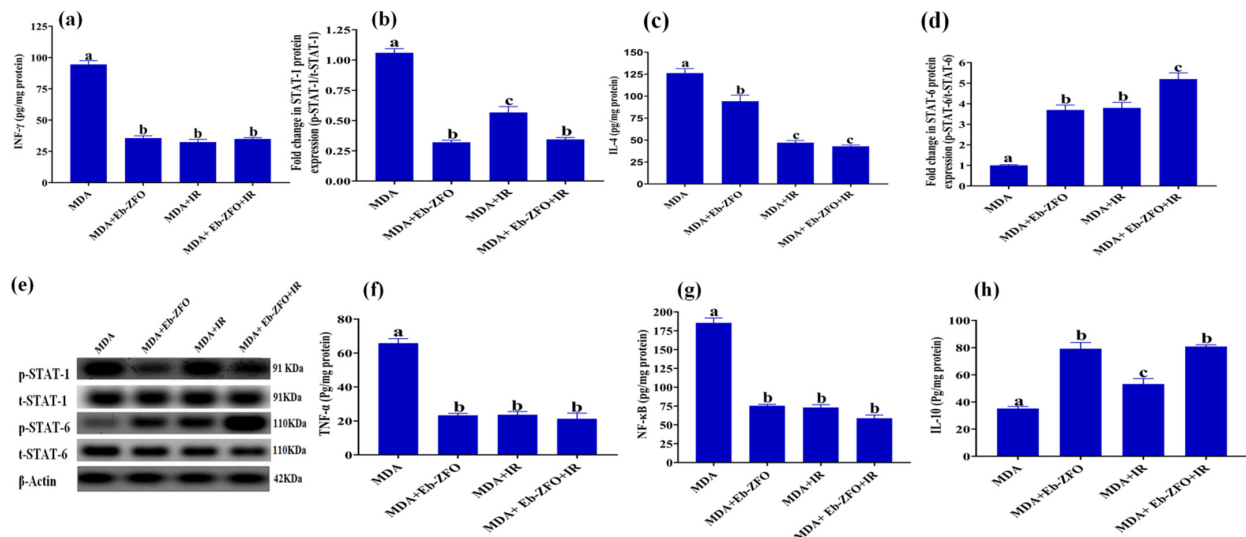 (a)
INF-γ (pg/mg protein)
125
100
75
50
25
0
a
b
b
b
MDA
MDA+Eb-ZFO
MDA+IR
MDA+ Eb-ZFO+IR
(b)
Fold change in STAT-1 protein
expression (p-STAT-1/t-STAT-1)
1.25
1.00
0.75
0.50
0.25
0.00
a
b
c
b
MDA
MDA+Eb-ZFO
MDA+IR
MDA+ Eb-ZFO+IR
(c)
IL-4 (pg/mg protein)
150
125
100
75
50
25
0
a
b
c
c
MDA
MDA+Eb-ZFO
MDA+IR
MDA+ Eb-ZFO+IR
(d)
Fold change in STAT-6 protein
expression (p-STAT-6/t-STAT-6)
6
5
4
3
2
1
0
a
b
b
c
MDA
MDA+Eb-ZFO
MDA+IR
MDA+ Eb-ZFO+IR
(e)
MDA
MDA+Eb-ZFO
MDA+IR
MDA+ Eb-ZFO+IR
p-STAT-1 91 KDa
t-STAT-1 91KDa
p-STAT-6 110KDa
t-STAT-6 110KDa
β-Actin 42KDa
(f)
TNF-α (Pg/mg protein)
80
60
40
20
0
a
b
b
b
MDA
MDA+Eb-ZFO
MDA+IR
MDA+ Eb-ZFO+IR
(g)
NF-κB (pg/mg protein)
200
175
150
125
100
75
50
25
0
a
b
b
b
MDA
MDA+Eb-ZFO
MDA+IR
MDA+ Eb-ZFO+IR
(h)
IL-10 (Pg/mg protein)
100
80
60
40
20
0
a
b
c
b
MDA
MDA+Eb-ZFO
MDA+IR
MDA+ Eb-ZFO+IR